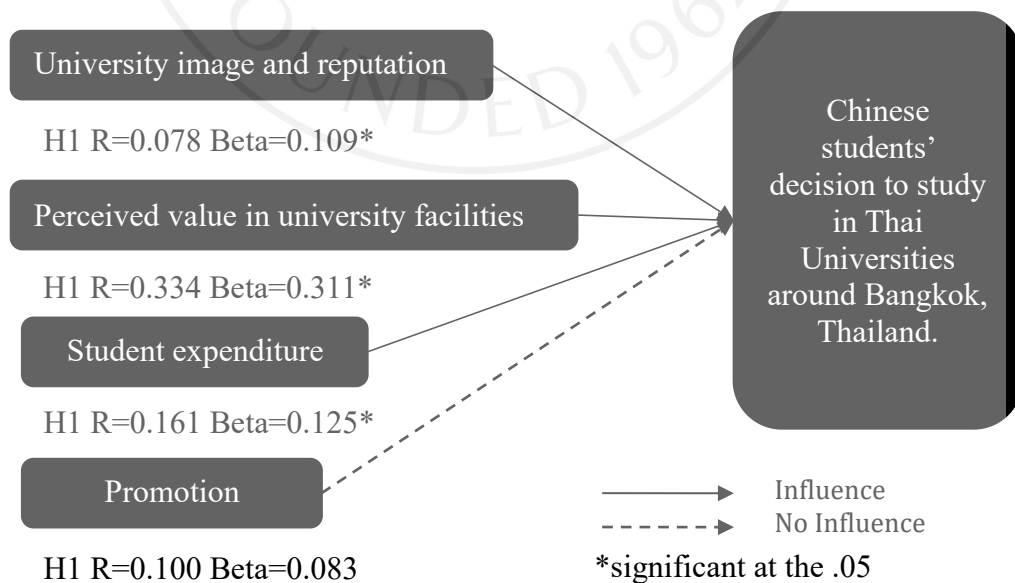 University image and reputation
H1 R=0.078 Beta=0.109*
Perceived value in university facilities
H1 R=0.334 Beta=0.311*
Student expenditure
H1 R=0.161 Beta=0.125*
Promotion
H1 R=0.100 Beta=0.083
Chinese
students’
decision to study
in Thai
Universities
around Bangkok,
Thailand.
Influence
No Influence
*significant at the .05